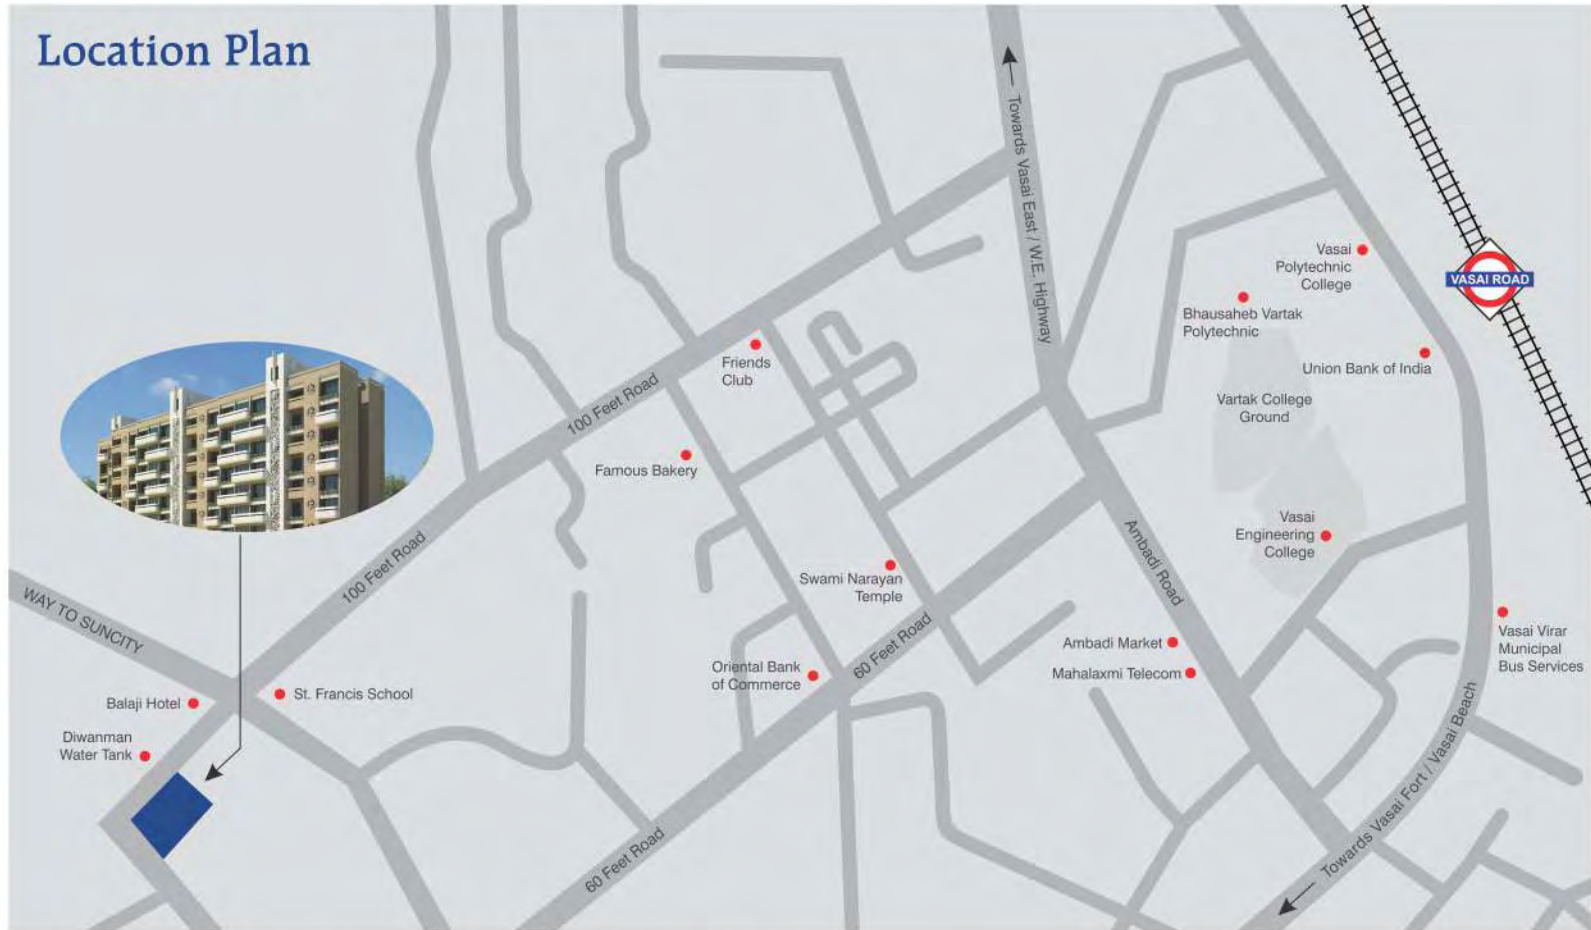 Location Plan
Towards Vasai East / W.E. Highway
Vasai
Polytechnic
College
VASAI ROAD
Bhausaheb Vartak
Polytechnic
Union Bank of India
Friends
Club
100 Feet Road
Vartak College
Ground
Famous Bakery
Vasai
Engineering
College
Ambadi Road
100 Feet Road
Swami Narayan
Temple
WAY TO SUNCITY
60 Feet Road
Vasai Virar
Municipal
Bus Services
Ambadi Market
Mahalaxmi Telecom
Oriental Bank
of Commerce
St. Francis School
Balaji Hotel
Diwanman
Water Tank
Towards Vasai Fort / Vasai Beach
60 Feet Road